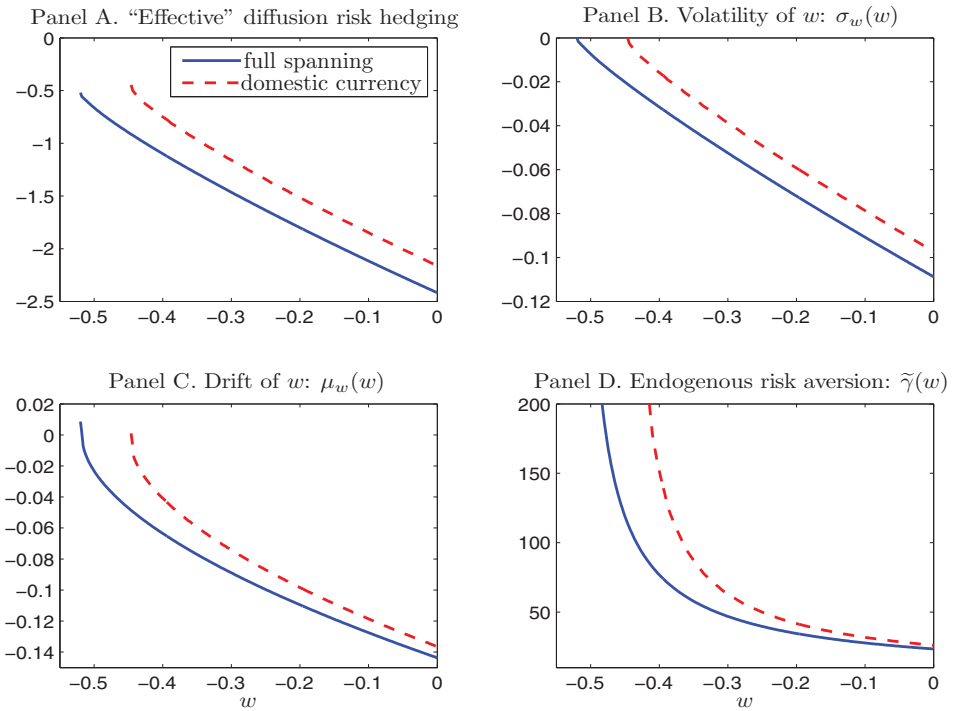 Panel A. “Effective” diffusion risk hedging
0
−0.5
−1
−1.5
−2
−2.5
−0.5 −0.4 −0.3 −0.2 −0.1 0
full spanning
domestic currency
Panel B. Volatility of w: σw(w)
0
−0.02
−0.04
−0.06
−0.08
−0.1
−0.12
−0.5 −0.4 −0.3 −0.2 −0.1 0
Panel C. Drift of w: μw(w)
0.02
0
−0.02
−0.04
−0.06
−0.08
−0.1
−0.12
−0.14
−0.5 −0.4 −0.3 −0.2 −0.1 0
w
Panel D. Endogenous risk aversion: γ̃(w)
200
150
100
50
−0.5 −0.4 −0.3 −0.2 −0.1 0
w